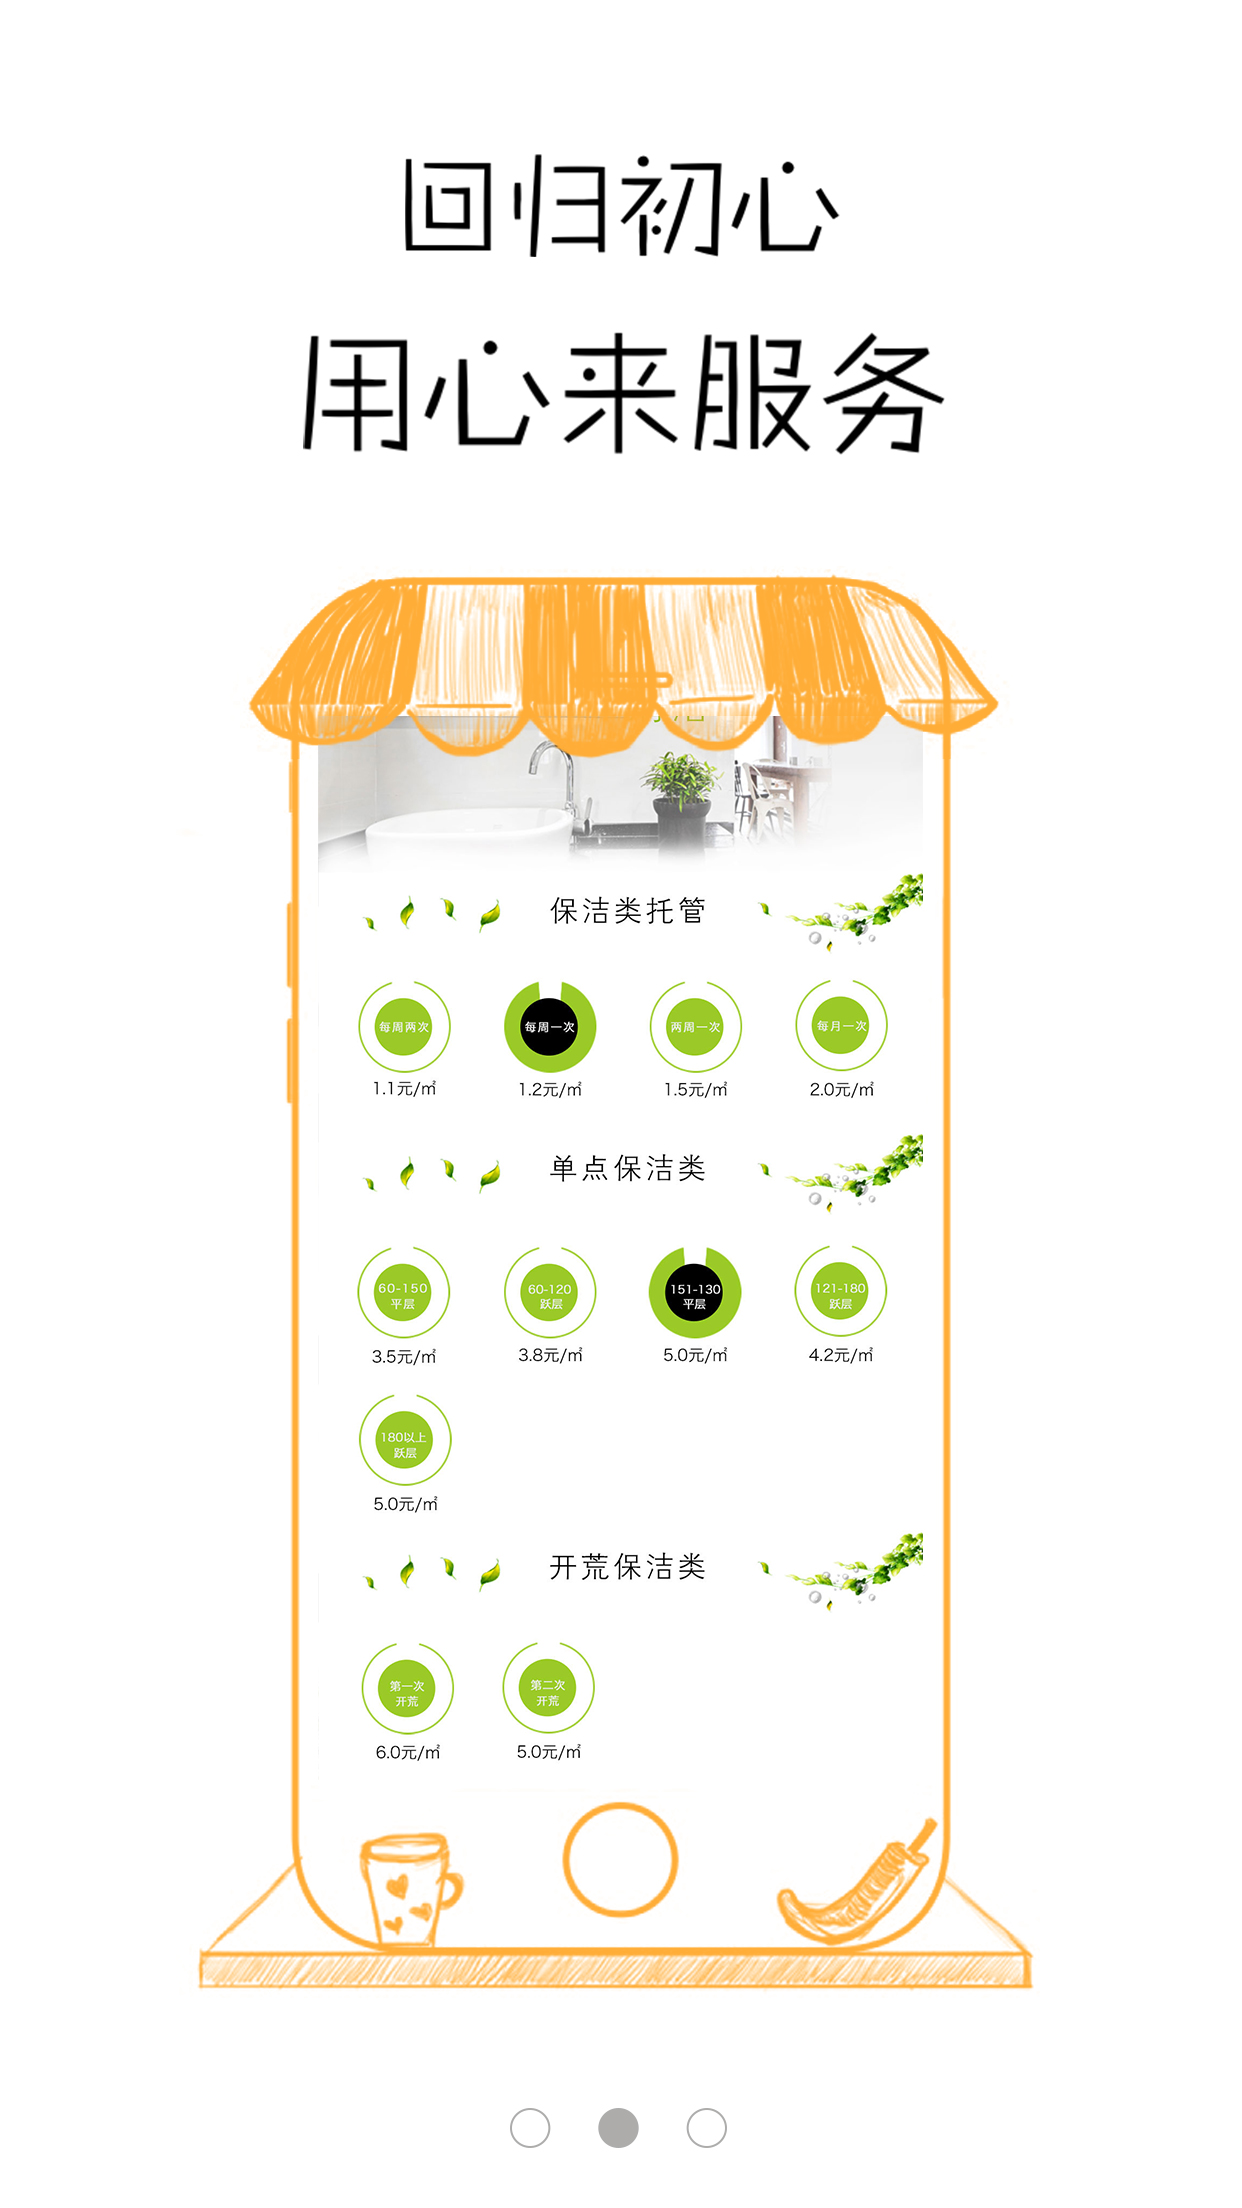 回归初心
用心来服务
保洁类托管
每周两次 每周一次 两周一次 每月一次
1.1元/㎡ 1.2元/㎡ 1.5元/㎡ 2.0元/㎡
单点保洁类
60-150 60-120 151-130 121-180
平层 跃层 平层 跃层
3.5元/㎡ 3.8元/㎡ 5.0元/㎡ 4.2元/㎡
180以上
跃层
5.0元/㎡
开荒保洁类
第一次 第二次
开荒 开荒
6.0元/㎡ 5.0元/㎡